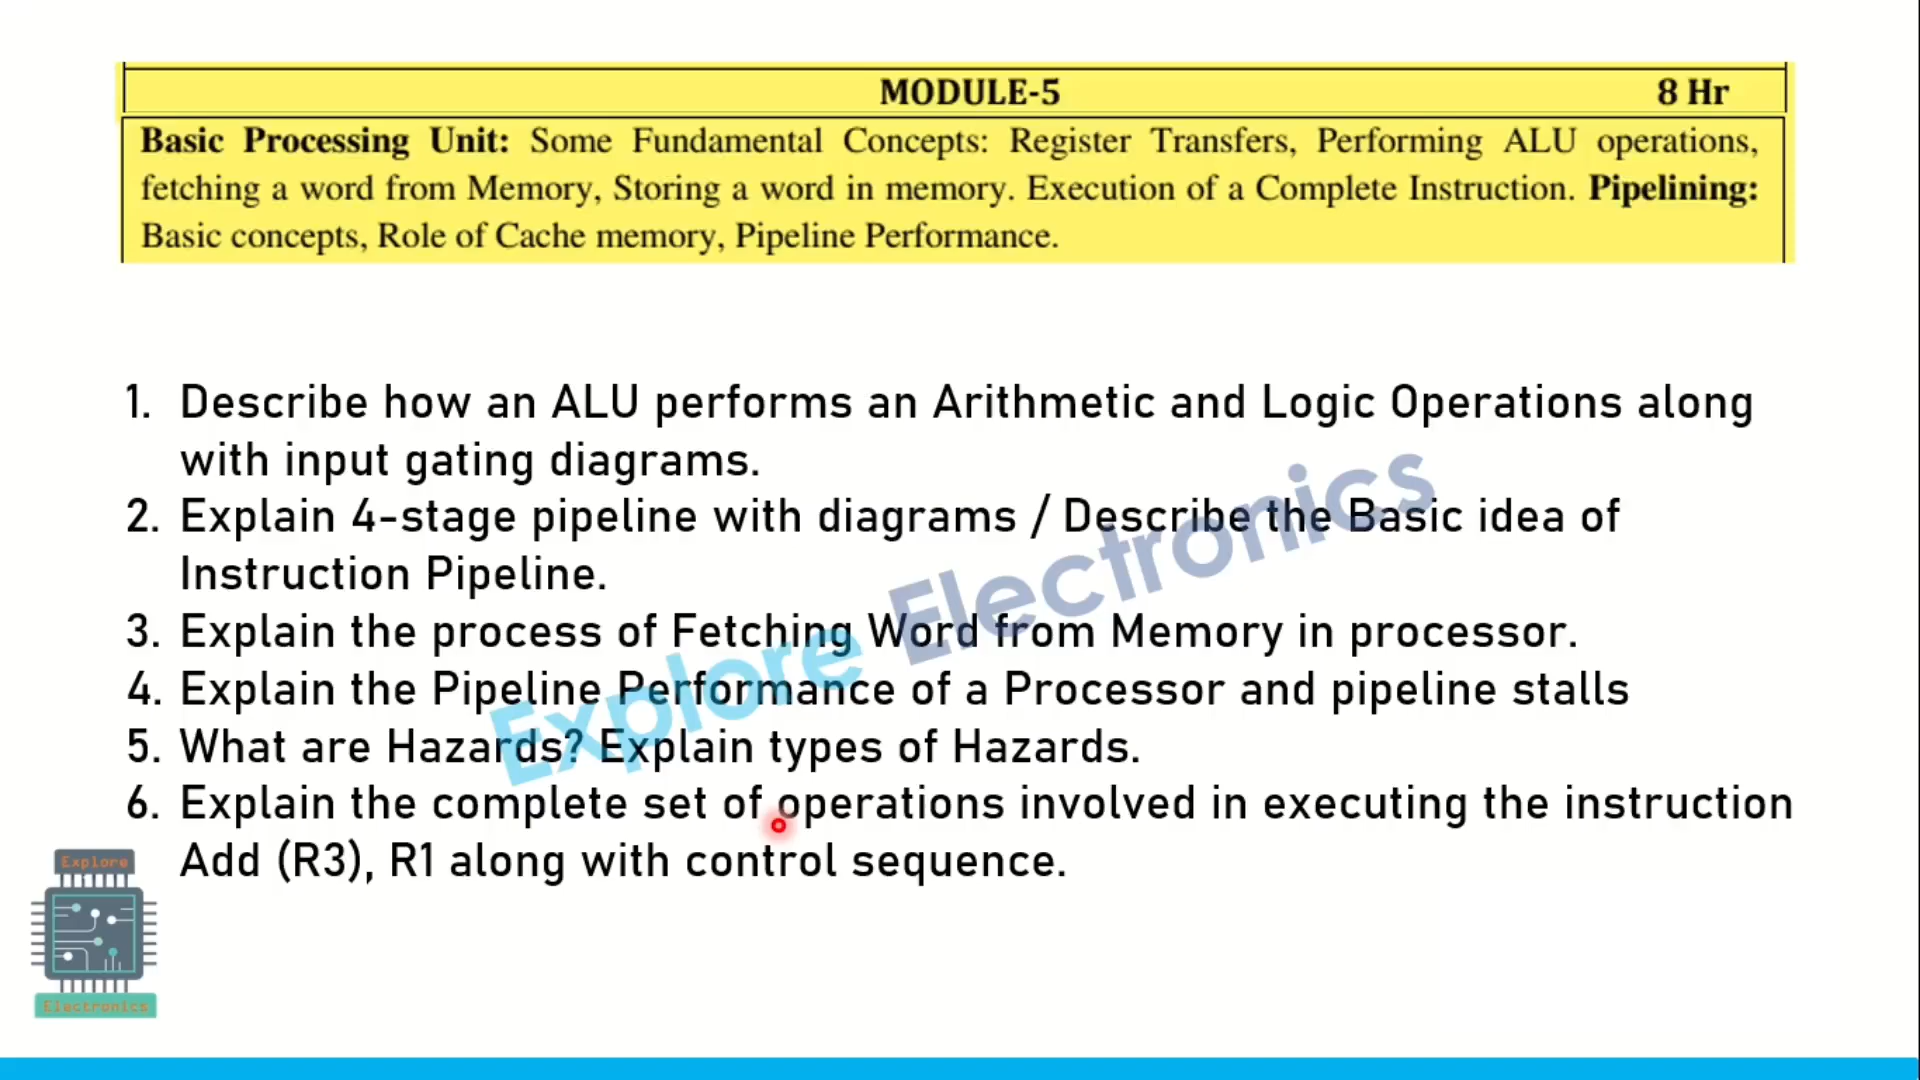 MODULE-5 8 Hr
Basic Processing Unit: Some Fundamental Concepts: Register Transfers, Performing ALU operations,
fetching a word from Memory, Storing a word in memory. Execution of a Complete Instruction. Pipelining:
Basic concepts, Role of Cache memory, Pipeline Performance.
1. Describe how an ALU performs an Arithmetic and Logic Operations along
with input gating diagrams.
2. Explain 4-stage pipeline with diagrams / Describe the Basic idea of
Instruction Pipeline.
3. Explain the process of Fetching Word from Memory in processor.
4. Explain the Pipeline Performance of a Processor and pipeline stalls
5. What are Hazards? Explain types of Hazards.
6. Explain the complete set of operations involved in executing the instruction
Add (R3), R1 along with control sequence.
Explore Electronics
Explore
Electronics